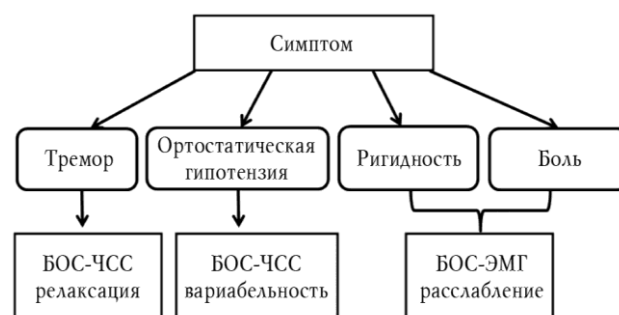 Симптом
Тремор
Ортостатическая
гипотензия
Ригидность
Боль
БОС-ЧСС
релаксация
БОС-ЧСС
вариабельность
БОС-ЭМГ
расслабление